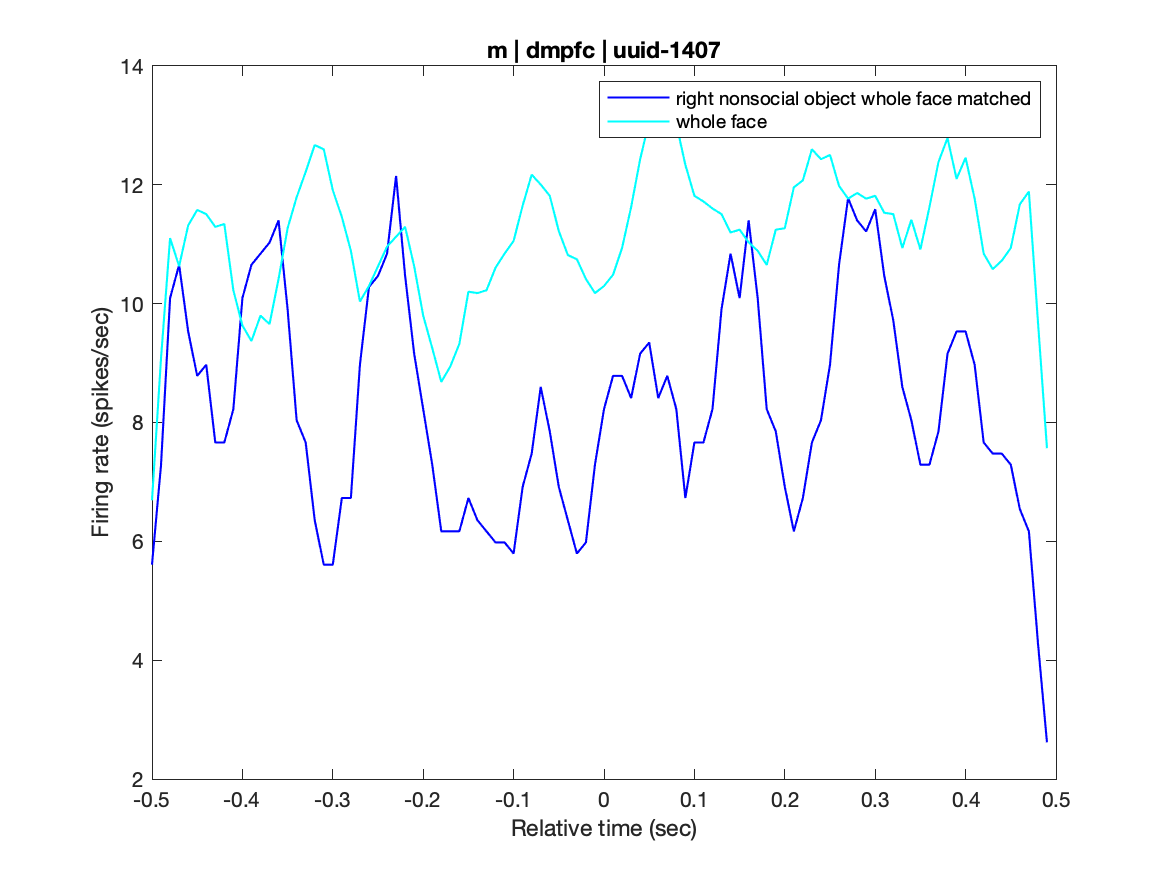 m | dmpfc | uuid-1407
right nonsocial object whole face matched
whole face
Firing rate (spikes/sec)
14
12
10
8
6
4
2
-0.5 -0.4 -0.3 -0.2 -0.1 0 0.1 0.2 0.3 0.4 0.5
Relative time (sec)